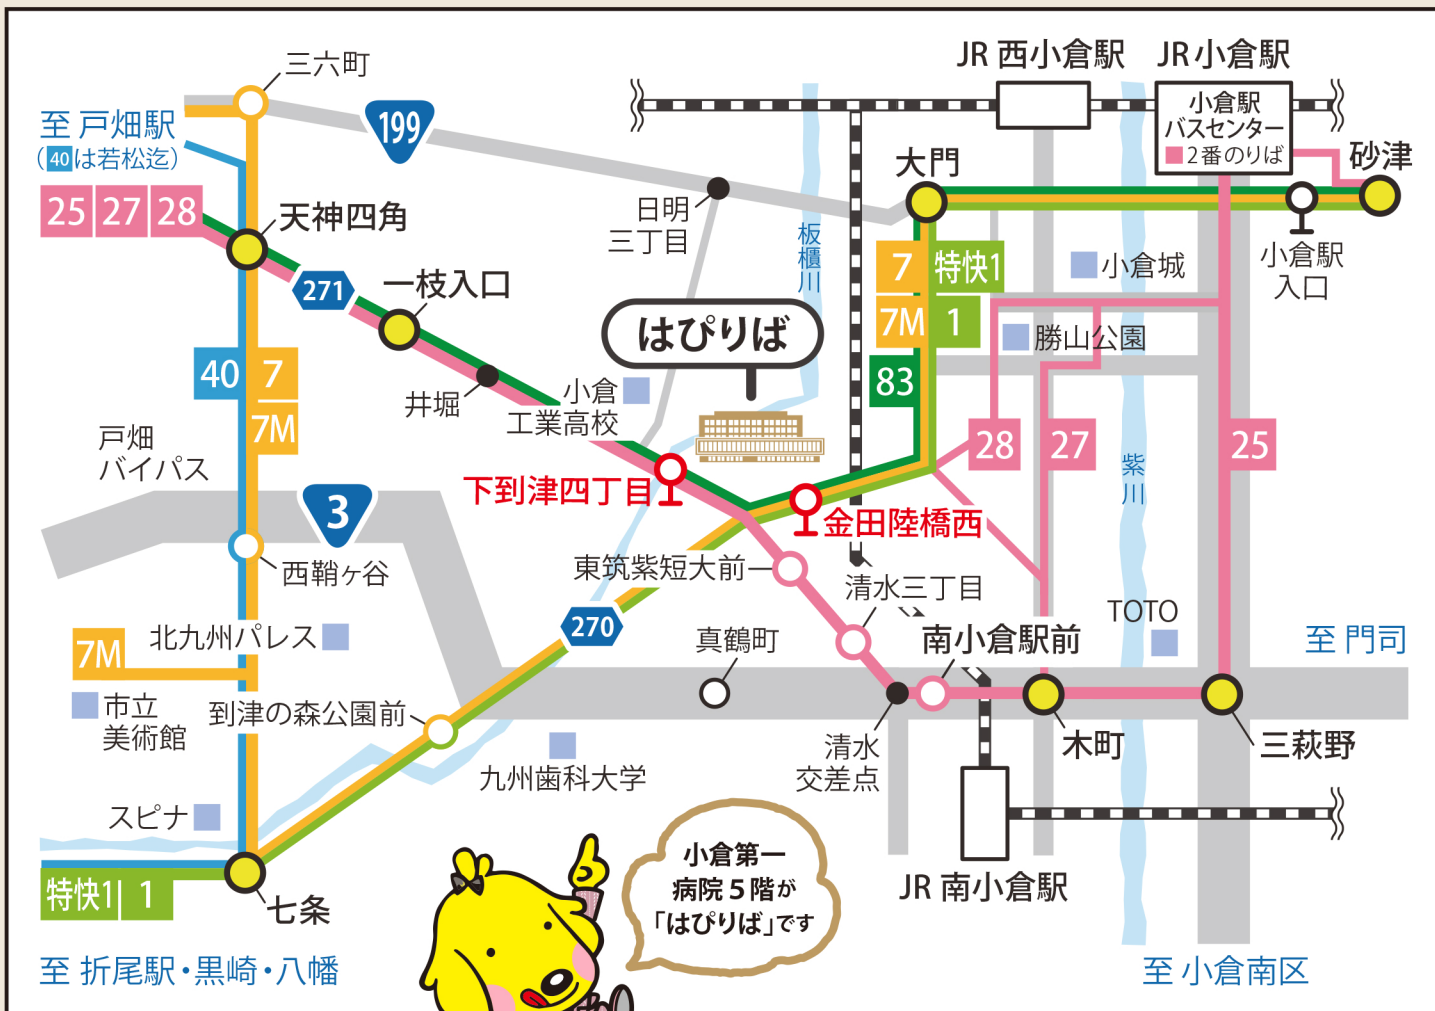 三六町
至 戸畑駅
(40は若松迄)
25 27 28
天神四角
199
271
一枝入口
日明
三丁目
板櫃川
大門
JR 西小倉駅
JR 小倉駅
小倉駅
バスセンター
2番のりば
砂津
小倉駅
入口
小倉城
勝山公園
7
7M
特快1
1
83
はぴりば
40
7
7M
井堀
小倉
工業高校
28
27
25
紫川
戸畑
バイパス
3
下到津四丁目
金田陸橋西
西鞘ヶ谷
東筑紫短大前
清水三丁目
270
北九州パレス
7M
市立
美術館
真鶴町
南小倉駅前
TOTO
至 門司
到津の森公園前
九州歯科大学
清水
交差点
木町
三萩野
スピナ
特快1 1
七条
JR 南小倉駅
至 折尾駅・黒崎・八幡
至 小倉南区
小倉第一
病院5階が
「はぴりば」です